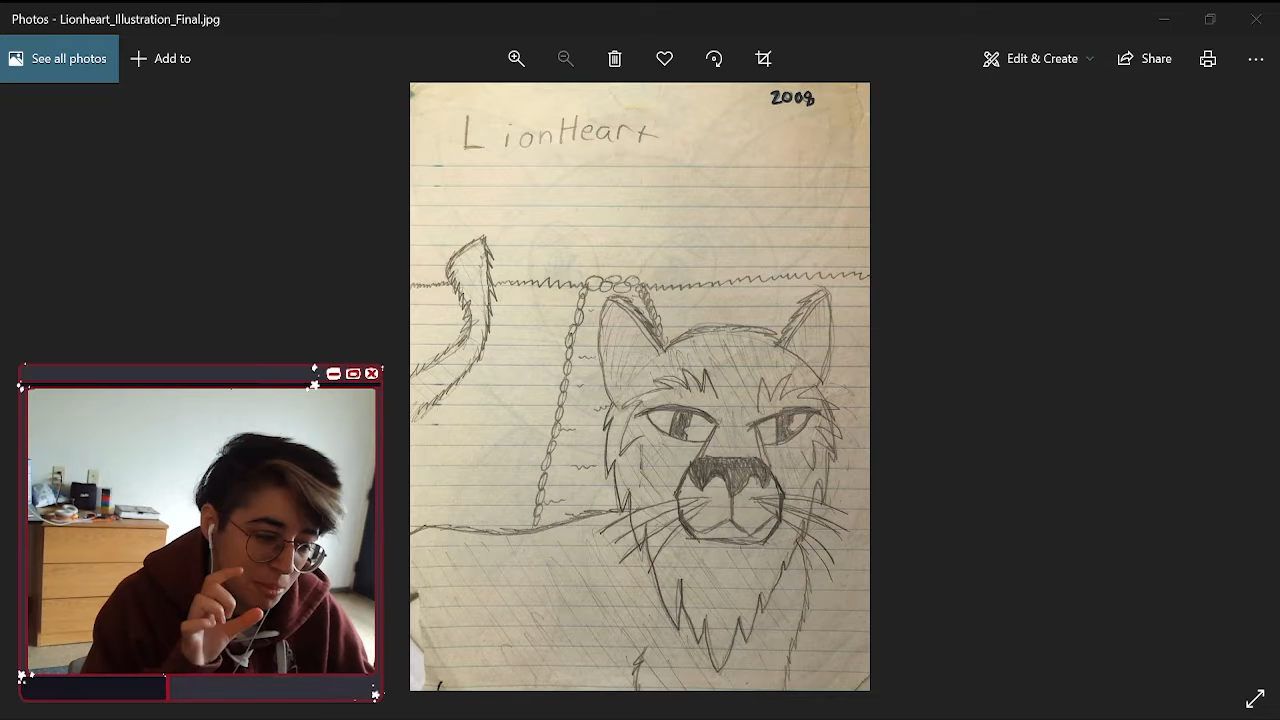 Photos - Lionheart_Illustration_Final.jpg
See all photos
Add to
Edit & Create
Share
2008
LionHeart